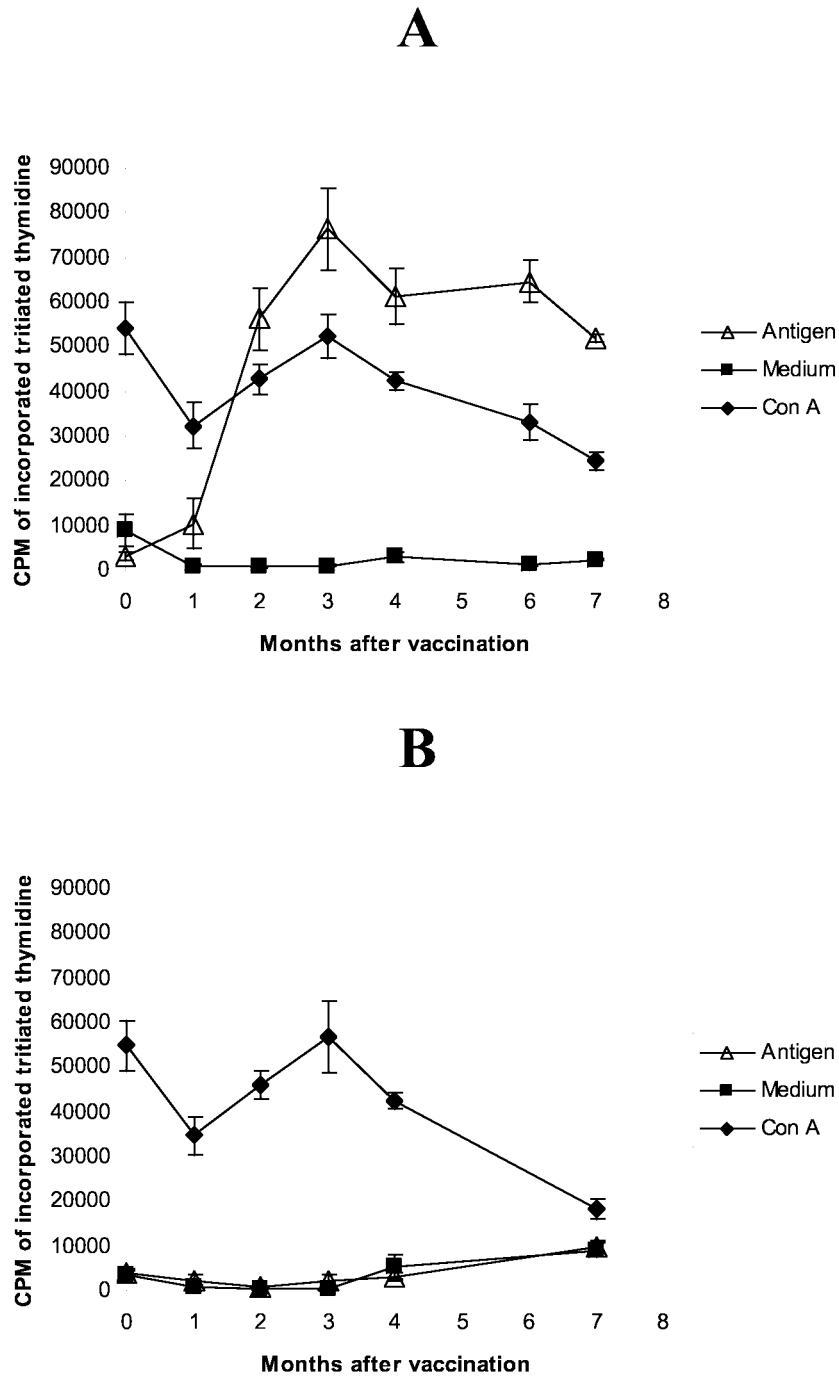 A
CPM of incorporated tritiated thymidine
90000
80000
70000
60000
50000
40000
30000
20000
10000
0
0 1 2 3 4 5 6 7 8
Months after vaccination
Antigen
Medium
Con A
B
CPM of incorporated tritiated thymidine
90000
80000
70000
60000
50000
40000
30000
20000
10000
0
0 1 2 3 4 5 6 7 8
Months after vaccination
Antigen
Medium
Con A